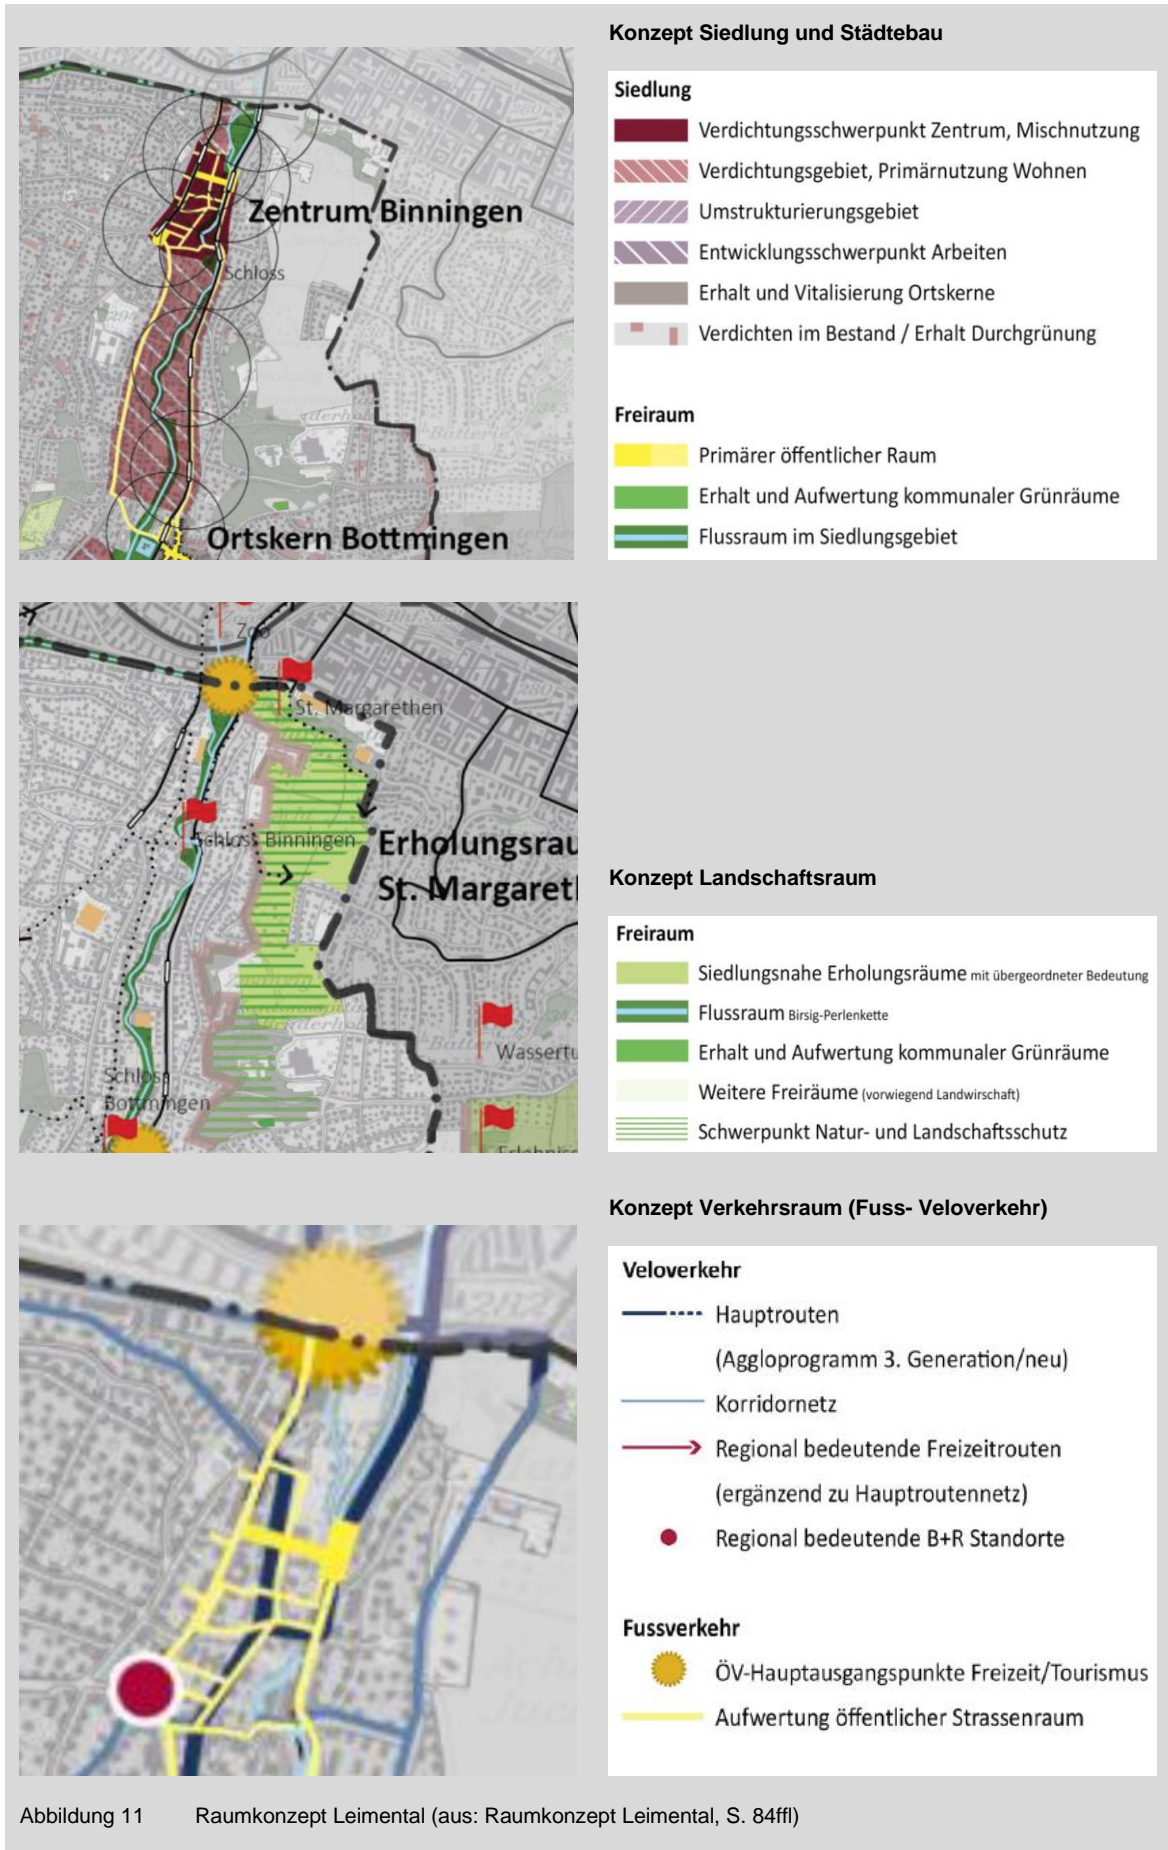 Konzept Siedlung und Städtebau
Siedlung
Verdichtungsschwerpunkt Zentrum, Mischnutzung
Verdichtungsgebiet, Primärnutzung Wohnen
Umstrukturierungsgebiet
Entwicklungsschwerpunkt Arbeiten
Erhalt und Vitalisierung Ortskerne
Verdichten im Bestand / Erhalt Durchgrünung
Freiraum
Primärer öffentlicher Raum
Erhalt und Aufwertung kommunaler Grünräume
Flussraum im Siedlungsgebiet
Zentrum Binningen
Schloss
Ortskern Bottmingen
Zoo
St. Margarethen
Schloss Binningen
Erholungsrau
St. Margaret
Wassertu
Schloss
Bottmingen
Konzept Landschaftsraum
Freiraum
Siedlungsnahe Erholungsräume mit übergeordneter Bedeutung
Flussraum Birsig-Perlenkette
Erhalt und Aufwertung kommunaler Grünräume
Weitere Freiräume (vorwiegend Landwirschaft)
Schwerpunkt Natur- und Landschaftsschutz
Konzept Verkehrsraum (Fuss- Veloverkehr)
Veloverkehr
Hauptrouten
(Aggloprogramm 3. Generation/neu)
Korridornetz
Regional bedeutende Freizeitrouten
(ergänzend zu Hauptroutennetz)
Regional bedeutende B+R Standorte
Fussverkehr
ÖV-Hauptausgangspunkte Freizeit/Tourismus
Aufwertung öffentlicher Strassenraum
282
Abbildung 11 Raumkonzept Leimental (aus: Raumkonzept Leimental, S. 84ffl)